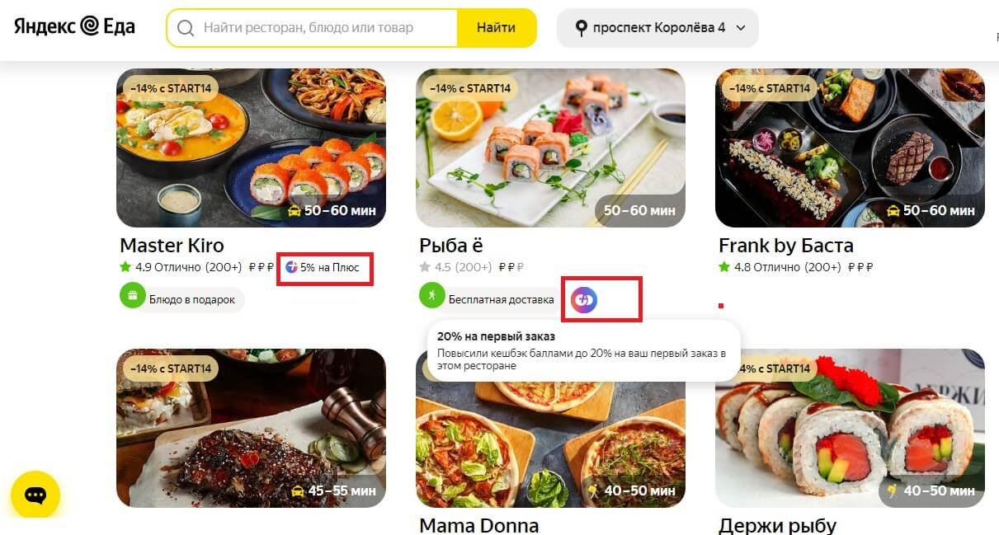 Яндекс Еда
Найти ресторан, блюдо или товар
Найти
проспект Королёва 4
−14% с START14
50–60 мин
Master Kiro
4.9 Отлично (200+) ₽₽₽
5% на Плюс
Блюдо в подарок
−14% с START14
50–60 мин
Рыба ё
4.5 (200+) ₽₽₽
Бесплатная доставка
20% на первый заказ
Повысили кешбэк баллами до 20% на ваш первый заказ в
этом ресторане
−14% с START14
50–60 мин
Frank by Баста
4.8 Отлично (200+) ₽₽₽
−14% с START14
45–55 мин
40–50 мин
Mama Donna
4% с START14
40–50 мин
Держи рыбу